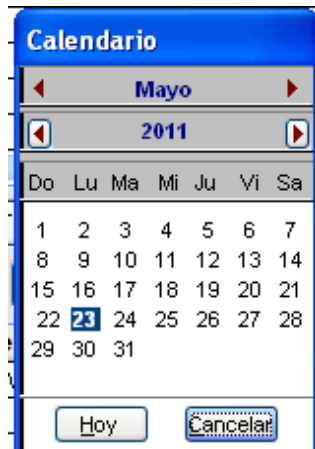 Calendario
Mayo
2011
Do Lu Ma Mi Ju Vi Sa
1 2 3 4 5 6 7
8 9 10 11 12 13 14
15 16 17 18 19 20 21
22 23 24 25 26 27 28
29 30 31
Hoy Cancelar